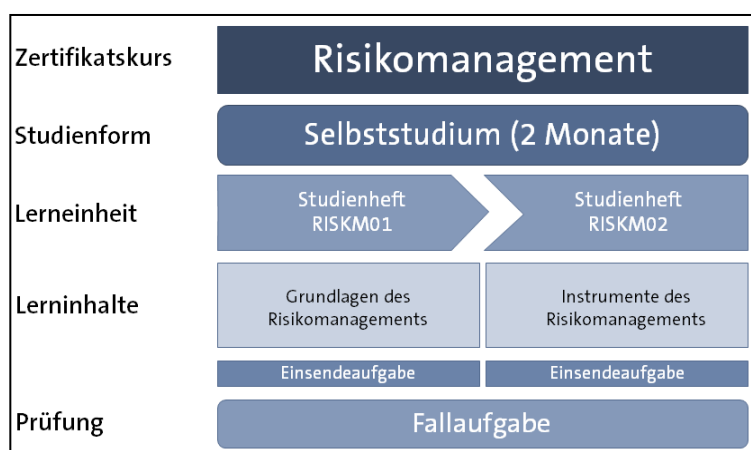 Zertifikatskurs
Risikomanagement
Studienform
Selbststudium (2 Monate)
Lerneinheit
Studienheft
RISKM01
Studienheft
RISKM02
Lerninhalte
Grundlagen des
Risikomanagements
Instrumente des
Risikomanagements
Einsendeaufgabe
Einsendeaufgabe
Prüfung
Fallaufgabe